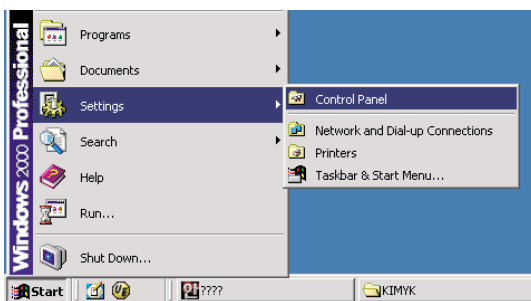 Windows 2000 Professional
Programs
Documents
Settings
Search
Help
Run...
Shut Down...
Control Panel
Network and Dial-up Connections
Printers
Taskbar & Start Menu...
Start
????
KIMYK